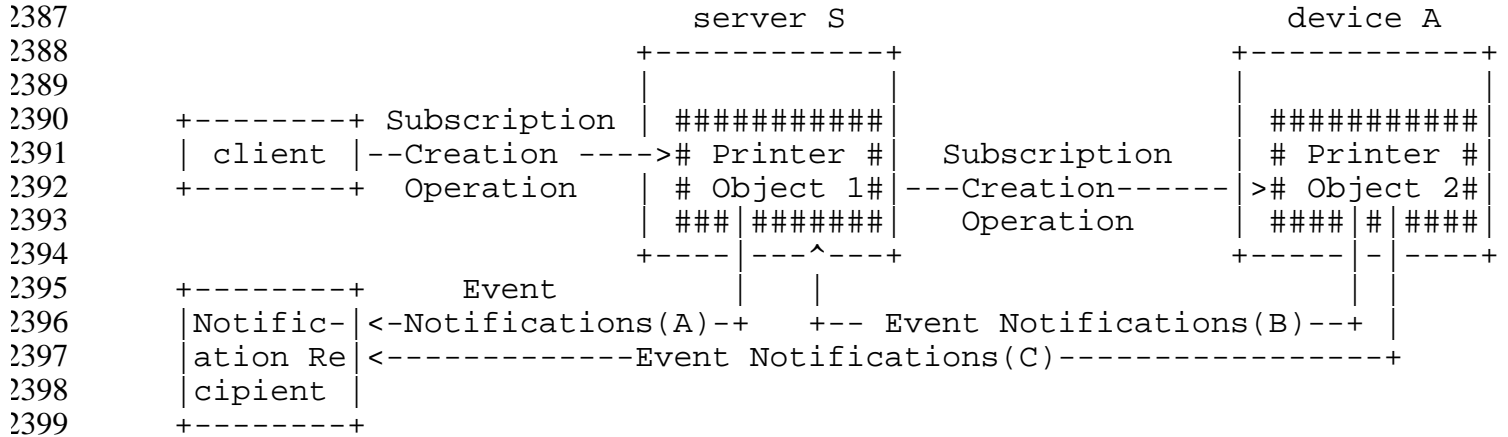 2387                                   server S                       device A
2388                                +------------+                 +------------+
2389                                |            |                 |            |
2390      +--------+ Subscription   | ###########|                 | ###########|
2391      | client |--Creation ----># Printer #|  Subscription   | # Printer #|
2392      +--------+  Operation     | # Object 1#|---Creation------|># Object 2#|
2393                                | ###|#######|   Operation     | ####|#|####|
2394                                +----|---^---+                 +-----|-|----+
2395      +--------+     Event           |   |                           | |
2396      |Notific-|<-Notifications(A)-+   +-- Event Notifications(B)--+ |
2397      |ation Re|<-------------Event Notifications(C)-----------------+
2398      |cipient |
2399      +--------+